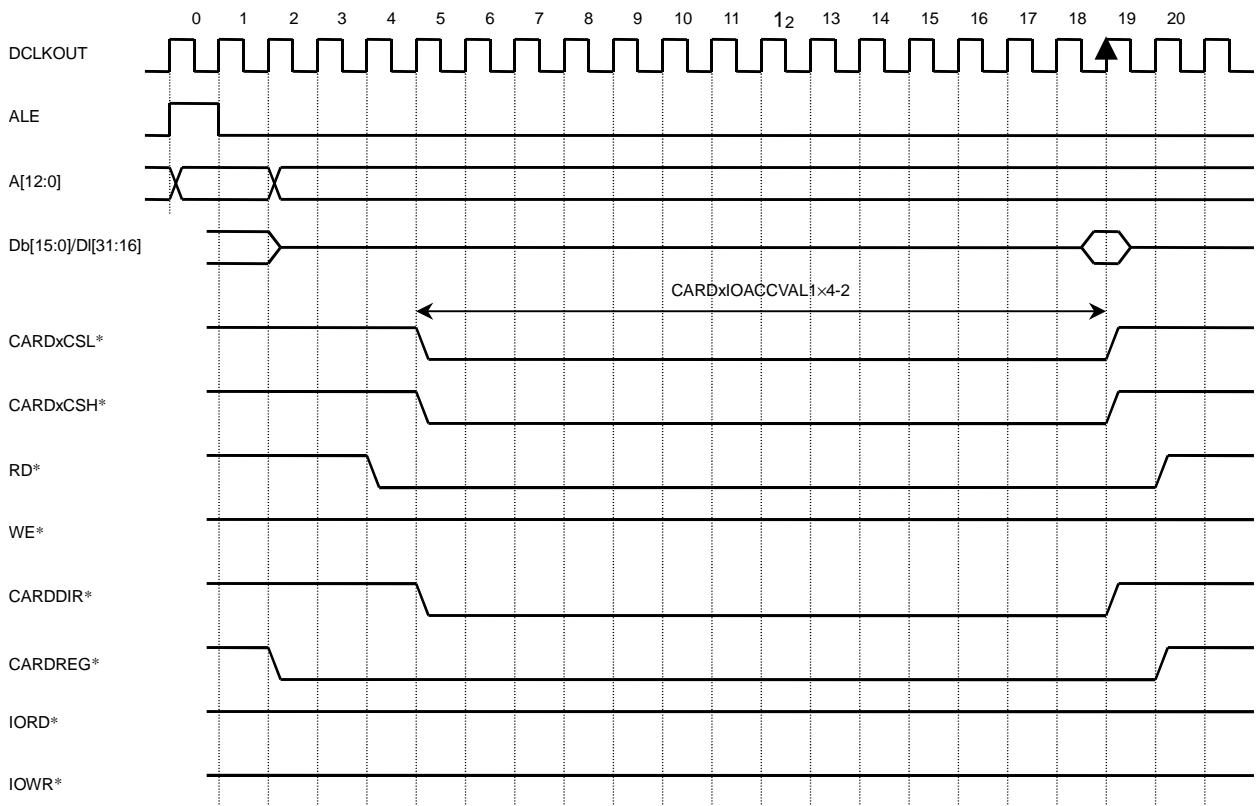 0 1 2 3 4 5 6 7 8 9 10 11 12 13 14 15 16 17 18 19 20
DCLKOUT
ALE
A[12:0]
Db[15:0]/Dl[31:16]
CARDxIOACCVAL1×4-2
CARDxCSL*
CARDxCSH*
RD*
WE*
CARDDIR*
CARDREG*
IORD*
IOWR*